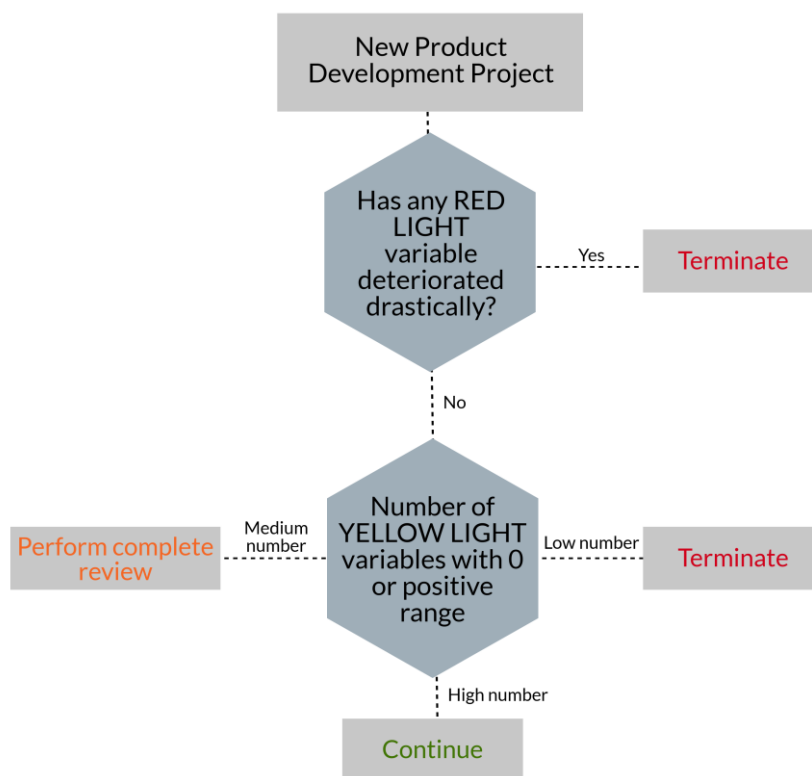 New Product
Development Project
Has any RED
LIGHT
variable
deteriorated
drastically?
Yes
Terminate
No
Number of
YELLOW LIGHT
variables with 0
or positive
range
Medium
number
Perform complete
review
Low number
Terminate
High number
Continue